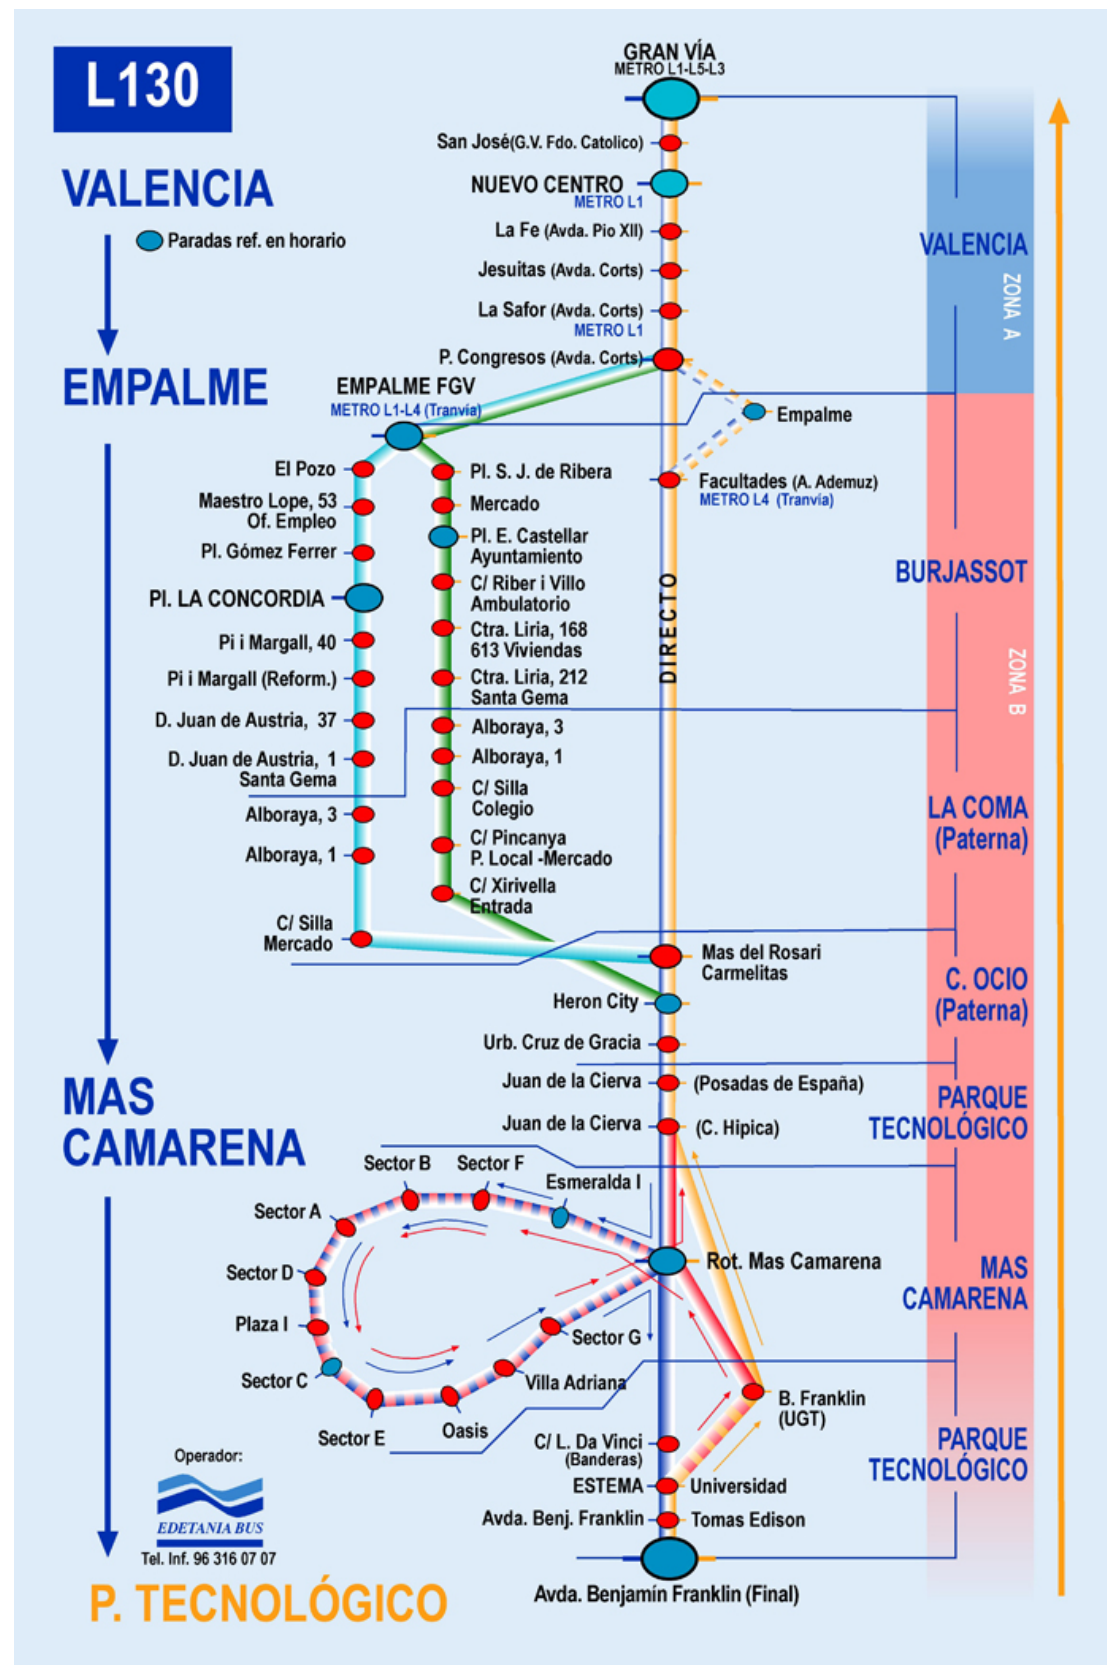 L130
VALENCIA
Paradas ref. en horario
EMPALME
MAS
CAMARENA
P. TECNOLÓGICO
GRAN VÍA
METRO L1-L5-L3
San José(G.V. Fdo. Catolico)
NUEVO CENTRO
METRO L1
La Fe (Avda. Pio XII)
Jesuitas (Avda. Corts)
La Safor (Avda. Corts)
METRO L1
P. Congresos (Avda. Corts)
EMPALME FGV
METRO L1-L4 (Tranvía)
Empalme
Facultades (A. Ademuz)
METRO L4 (Tranvía)
DIRECTO
El Pozo
Maestro Lope, 53
Of. Empleo
Pl. Gómez Ferrer
Pl. LA CONCORDIA
Pi i Margall, 40
Pi i Margall (Reform.)
D. Juan de Austria, 37
D. Juan de Austria, 1
Santa Gema
Alboraya, 3
Alboraya, 1
C/ Silla
Mercado
Pl. S. J. de Ribera
Mercado
Pl. E. Castellar
Ayuntamiento
C/ Riber i Villo
Ambulatorio
Ctra. Liria, 168
613 Viviendas
Ctra. Liria, 212
Santa Gema
Alboraya, 3
Alboraya, 1
C/ Silla
Colegio
C/ Pincanya
P. Local -Mercado
C/ Xirivella
Entrada
Mas del Rosari
Carmelitas
Heron City
Urb. Cruz de Gracia
Juan de la Cierva
(Posadas de España)
Juan de la Cierva
(C. Hipica)
Sector B
Sector F
Esmeralda I
Sector A
Sector D
Plaza I
Sector C
Sector E
Oasis
Villa Adriana
Sector G
Rot. Mas Camarena
B. Franklin
(UGT)
C/ L. Da Vinci
(Banderas)
ESTEMA
Universidad
Avda. Benj. Franklin
Tomas Edison
Avda. Benjamín Franklin (Final)
Operador:
EDETANIA BUS
Tel. Inf. 96 316 07 07
VALENCIA
ZONA A
BURJASSOT
ZONA B
LA COMA
(Paterna)
C. OCIO
(Paterna)
PARQUE
TECNOLÓGICO
MAS
CAMARENA
PARQUE
TECNOLÓGICO